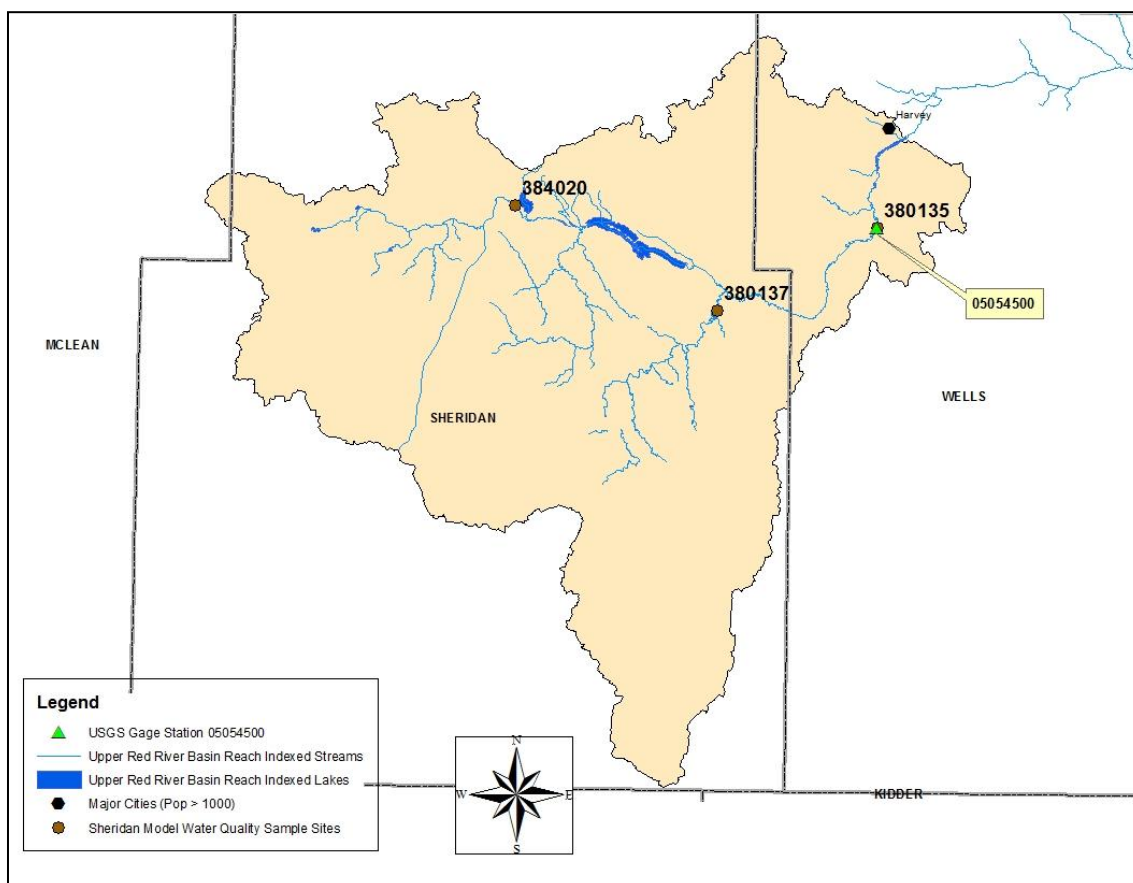 Harvey
384020
380135
380137
05054500
MCLEAN
WELLS
SHERIDAN
KIDDER
Legend
USGS Gage Station 05054500
Upper Red River Basin Reach Indexed Streams
Upper Red River Basin Reach Indexed Lakes
Major Cities (Pop > 1000)
Sheridan Model Water Quality Sample Sites
N
W
E
S